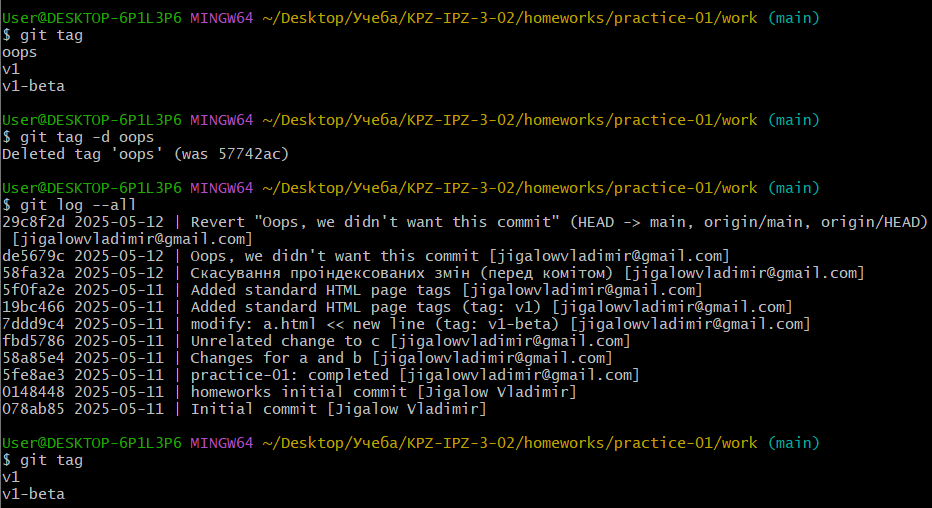 User@DESKTOP-6P1L3P6 MINGW64 ~/Desktop/Учеба/KPZ-IPZ-3-02/homeworks/practice-01/work (main)
$ git tag
oops
v1
v1-beta
User@DESKTOP-6P1L3P6 MINGW64 ~/Desktop/Учеба/KPZ-IPZ-3-02/homeworks/practice-01/work (main)
$ git tag -d oops
Deleted tag 'oops' (was 57742ac)
User@DESKTOP-6P1L3P6 MINGW64 ~/Desktop/Учеба/KPZ-IPZ-3-02/homeworks/practice-01/work (main)
$ git log --all
29c8f2d 2025-05-12 | Revert "Oops, we didn't want this commit" (HEAD -> main, origin/main, origin/HEAD)
[jigalowvladimir@gmail.com]
de5679c 2025-05-12 | Oops, we didn't want this commit [jigalowvladimir@gmail.com]
58fa32a 2025-05-12 | Скасування проіндексованих змін (перед комітом) [jigalowvladimir@gmail.com]
5f0fa2e 2025-05-11 | Added standard HTML page tags [jigalowvladimir@gmail.com]
19bc466 2025-05-11 | Added standard HTML page tags (tag: v1) [jigalowvladimir@gmail.com]
7ddd9c4 2025-05-11 | modify: a.html << new line (tag: v1-beta) [jigalowvladimir@gmail.com]
fbd5786 2025-05-11 | Unrelated change to c [jigalowvladimir@gmail.com]
58a85e4 2025-05-11 | Changes for a and b [jigalowvladimir@gmail.com]
5fe8ae3 2025-05-11 | practice-01: completed [jigalowvladimir@gmail.com]
0148448 2025-05-11 | homeworks initial commit [Jigalow Vladimir]
078ab85 2025-05-11 | Initial commit [Jigalow Vladimir]
User@DESKTOP-6P1L3P6 MINGW64 ~/Desktop/Учеба/KPZ-IPZ-3-02/homeworks/practice-01/work (main)
$ git tag
v1
v1-beta